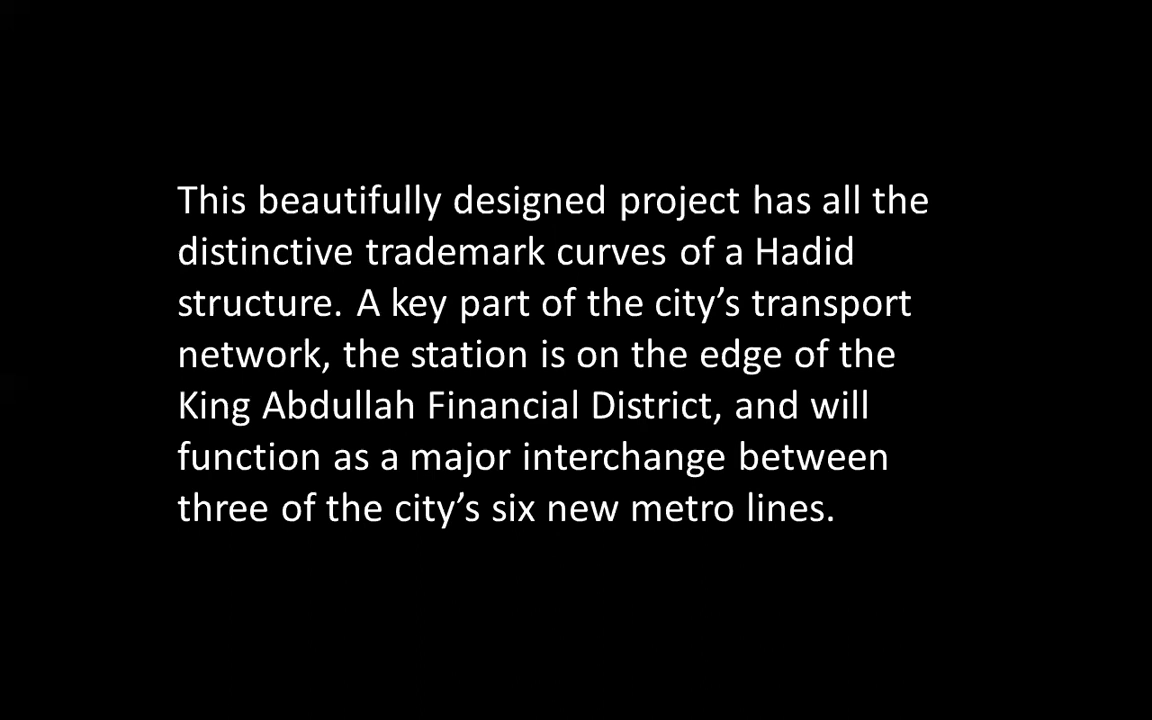 This beautifully designed project has all the
distinctive trademark curves of a Hadid
structure. A key part of the city’s transport
network, the station is on the edge of the
King Abdullah Financial District, and will
function as a major interchange between
three of the city’s six new metro lines.